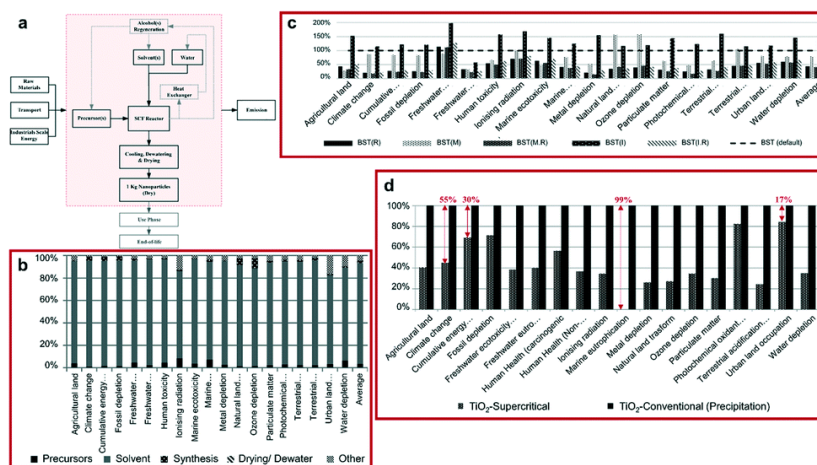 a
Alcohol(s)
Regeneration
Solvent(s)
Water
Raw
Materials
Heat
Exchanger
Transport
Precursor(s)
SCF Reactor
Emission
Industrial Scale
Energy
Cooling, Dewatering
& Drying
1 Kg Nanoparticles
(Dry)
Use Phase
End-of-life
b
100%
80%
60%
40%
20%
0%
Agricultural land
Climate change
Cumulative energy…
Fossil depletion
Freshwater…
Freshwater…
Human toxicity
Ionising radiation
Marine ecotoxicity
Marine…
Metal depletion
Natural land…
Ozone depletion
Particulate matter
Photochemical…
Terrestrial…
Terrestrial…
Urban land…
Water depletion
Average
Precursors
Solvent
Synthesis
Drying/ Dewater
Other
c
200%
150%
100%
50%
0%
Agricultural land
Climate change
Cumulative…
Fossil depletion
Freshwater…
Freshwater…
Human toxicity
Ionising radiation
Marine ecotoxicity
Marine…
Metal depletion
Natural land…
Ozone depletion
Particulate matter
Photochemical…
Terrestrial…
Terrestrial…
Urban land…
Water depletion
Average
BST(R)
BST(M)
BST(M.R)
BST(I)
BST(I.R)
BST (default)
d
55%
30%
99%
17%
100%
80%
60%
40%
20%
0%
Agricultural land
Climate change
Cumulative energy…
Fossil depletion
Freshwater ecotoxicity…
Freshwater eutro…
Human Health (carcinogenic
Human Health (Non-…
Ionising radiation
Marine eutrophication
Metal depletion
Natural land trasform
Ozone depletion
Particulate matter
Photochemical oxidant…
Terrestrial acidification…
Urban land occupation
Water depletion
TiO2-Supercritical
TiO2-Conventional (Precipitation)